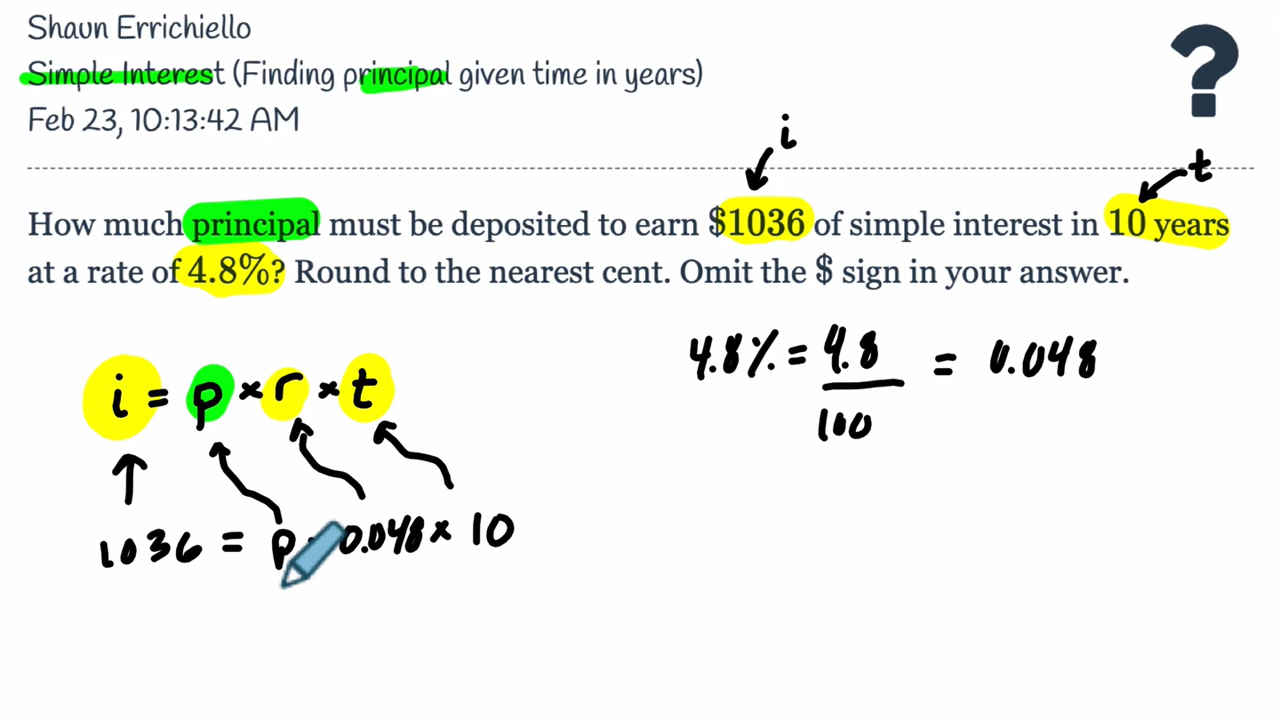 Shaun Errichiello
Simple Interest (Finding principal given time in years)
Feb 23, 10:13:42 AM
?
i
t
How much principal must be deposited to earn $1036 of simple interest in 10 years
at a rate of 4.8%? Round to the nearest cent. Omit the $ sign in your answer.
4.8% = 4.8 = 0.048
100
i = p × r × t
1036 = p 0.048 × 10